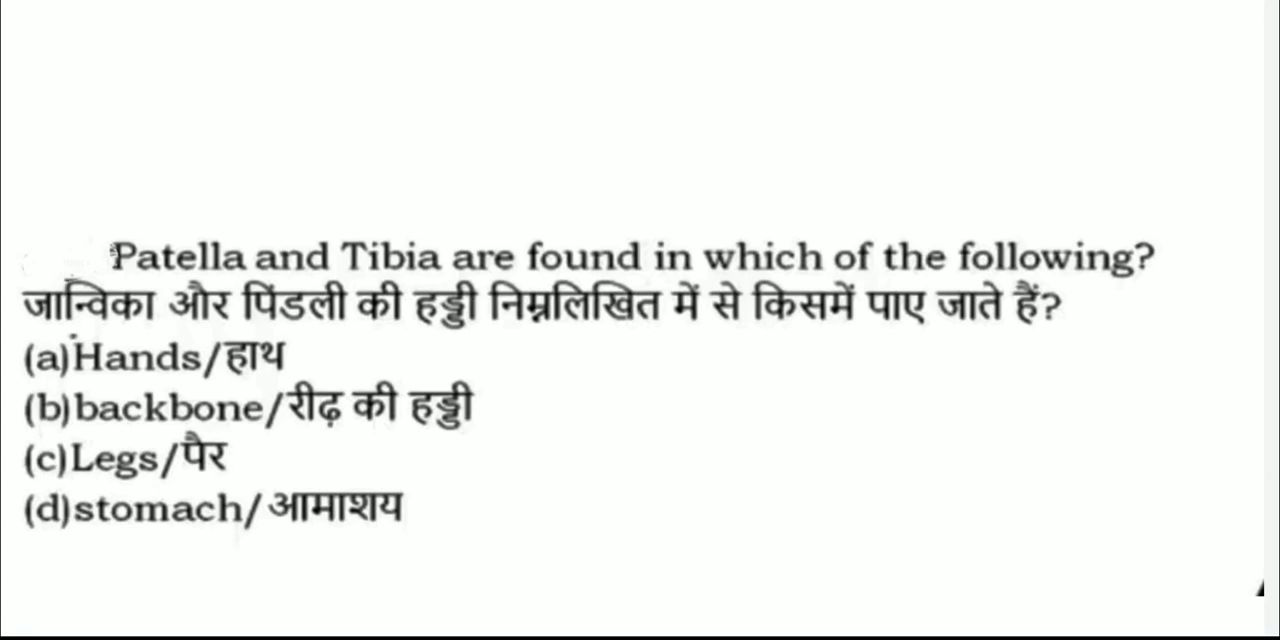 Patella and Tibia are found in which of the following?
जान्विका और पिंडली की हड्डी निम्नलिखित में से किसमें पाए जाते हैं?
(a)Hands/हाथ
(b)backbone/रीढ़ की हड्डी
(c)Legs/पैर
(d)stomach/आमाशय